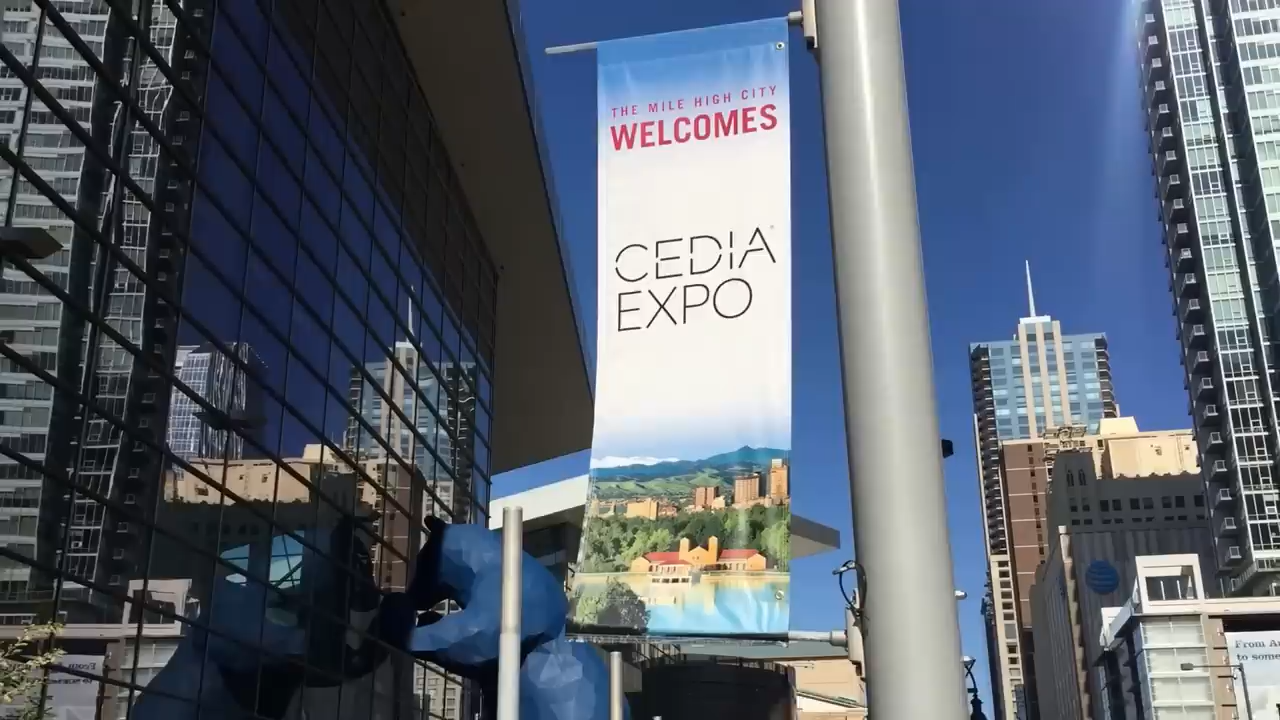 THE MILE HIGH CITY
WELCOMES
CEDIA
EXPO
From A
to some